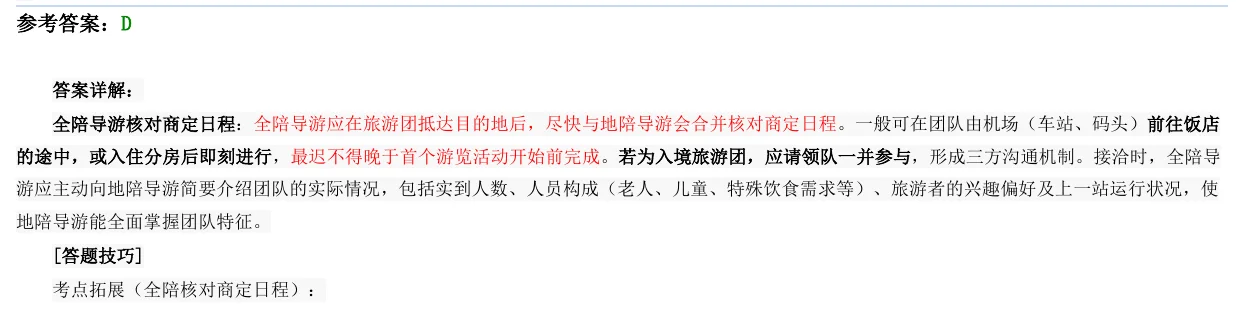 参考答案：D
答案详解：
全陪导游核对商定日程：全陪导游应在旅游团抵达目的地后，尽快与地陪导游会合并核对商定日程。一般可在团队由机场（车站、码头）前往饭店
的途中，或入住分房后即刻进行，最迟不得晚于首个游览活动开始前完成。若为入境旅游团，应请领队一并参与，形成三方沟通机制。接洽时，全陪导
游应主动向地陪导游简要介绍团队的实际情况，包括实到人数、人员构成（老人、儿童、特殊饮食需求等）、旅游者的兴趣偏好及上一站运行状况，使
地陪导游能全面掌握团队特征。
[答题技巧]
考点拓展（全陪核对商定日程）：